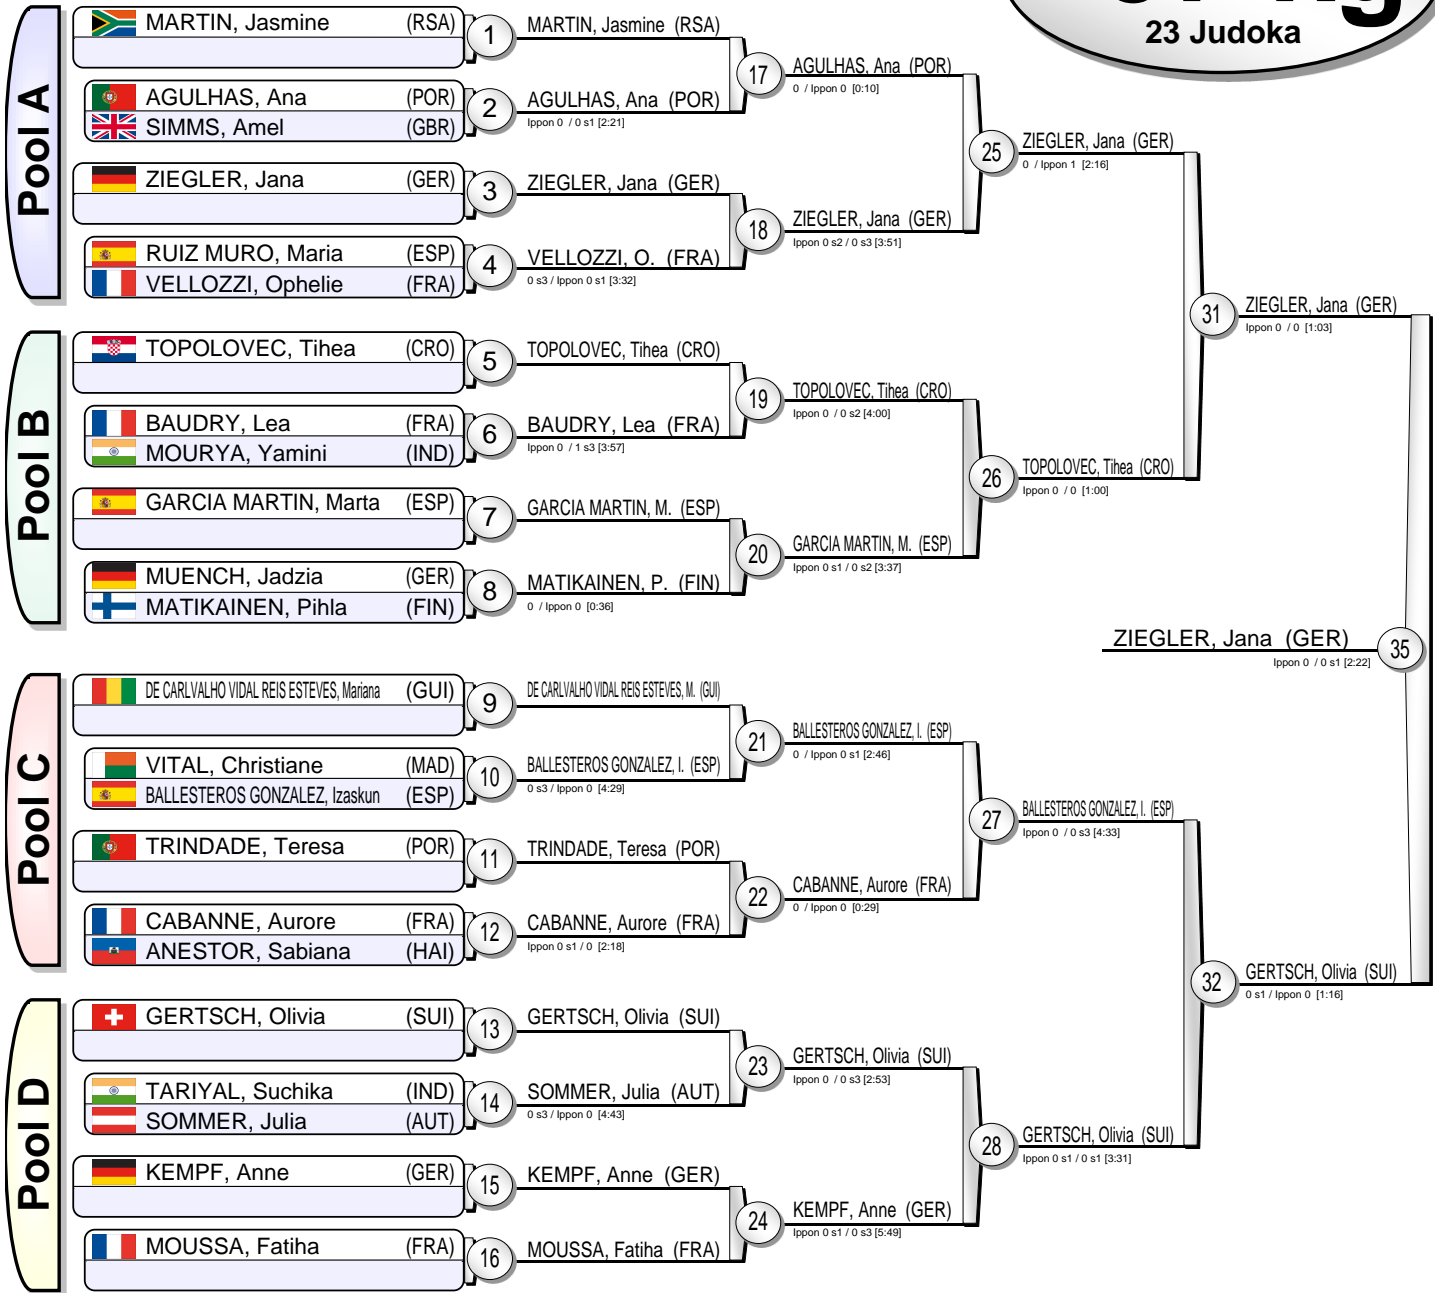 23 Judoka
Pool A
MARTIN, Jasmine (RSA)
AGULHAS, Ana (POR)
SIMMS, Amel (GBR)
ZIEGLER, Jana (GER)
RUIZ MURO, Maria (ESP)
VELLOZZI, Ophelie (FRA)
Pool B
TOPOLOVEC, Tihea (CRO)
BAUDRY, Lea (FRA)
MOURYA, Yamini (IND)
GARCIA MARTIN, Marta (ESP)
MUENCH, Jadzia (GER)
MATIKAINEN, Pihla (FIN)
Pool C
DE CARLVALHO VIDAL REIS ESTEVES, Mariana (GUI)
VITAL, Christiane (MAD)
BALLESTEROS GONZALEZ, Izaskun (ESP)
TRINDADE, Teresa (POR)
CABANNE, Aurore (FRA)
ANESTOR, Sabiana (HAI)
Pool D
GERTSCH, Olivia (SUI)
TARIYAL, Suchika (IND)
SOMMER, Julia (AUT)
KEMPF, Anne (GER)
MOUSSA, Fatiha (FRA)
1 MARTIN, Jasmine (RSA)
2 AGULHAS, Ana (POR)
Ippon 0 / 0 s1 [2:21]
3 ZIEGLER, Jana (GER)
4 VELLOZZI, O. (FRA)
0 s3 / Ippon 0 s1 [3:32]
5 TOPOLOVEC, Tihea (CRO)
6 BAUDRY, Lea (FRA)
Ippon 0 / 1 s3 [3:57]
7 GARCIA MARTIN, M. (ESP)
8 MATIKAINEN, P. (FIN)
0 / Ippon 0 [0:36]
9 DE CARLVALHO VIDAL REIS ESTEVES, M. (GUI)
10 BALLESTEROS GONZALEZ, I. (ESP)
0 s3 / Ippon 0 [4:29]
11 TRINDADE, Teresa (POR)
12 CABANNE, Aurore (FRA)
Ippon 0 s1 / 0 [2:18]
13 GERTSCH, Olivia (SUI)
14 SOMMER, Julia (AUT)
0 s3 / Ippon 0 [4:43]
15 KEMPF, Anne (GER)
16 MOUSSA, Fatiha (FRA)
17 AGULHAS, Ana (POR)
0 / Ippon 0 [0:10]
18 ZIEGLER, Jana (GER)
Ippon 0 s2 / 0 s3 [3:51]
19 TOPOLOVEC, Tihea (CRO)
Ippon 0 / 0 s2 [4:00]
20 GARCIA MARTIN, M. (ESP)
Ippon 0 s1 / 0 s2 [3:37]
21 BALLESTEROS GONZALEZ, I. (ESP)
0 / Ippon 0 s1 [2:46]
22 CABANNE, Aurore (FRA)
0 / Ippon 0 [0:29]
23 GERTSCH, Olivia (SUI)
Ippon 0 / 0 s3 [2:53]
24 KEMPF, Anne (GER)
Ippon 0 s1 / 0 s3 [5:49]
25 ZIEGLER, Jana (GER)
0 / Ippon 1 [2:16]
26 TOPOLOVEC, Tihea (CRO)
Ippon 0 / 0 [1:00]
27 BALLESTEROS GONZALEZ, I. (ESP)
Ippon 0 / 0 s3 [4:33]
28 GERTSCH, Olivia (SUI)
Ippon 0 s1 / 0 s1 [3:31]
31 ZIEGLER, Jana (GER)
Ippon 0 / 0 [1:03]
32 GERTSCH, Olivia (SUI)
0 s1 / Ippon 0 [1:16]
ZIEGLER, Jana (GER) 35
Ippon 0 / 0 s1 [2:22]